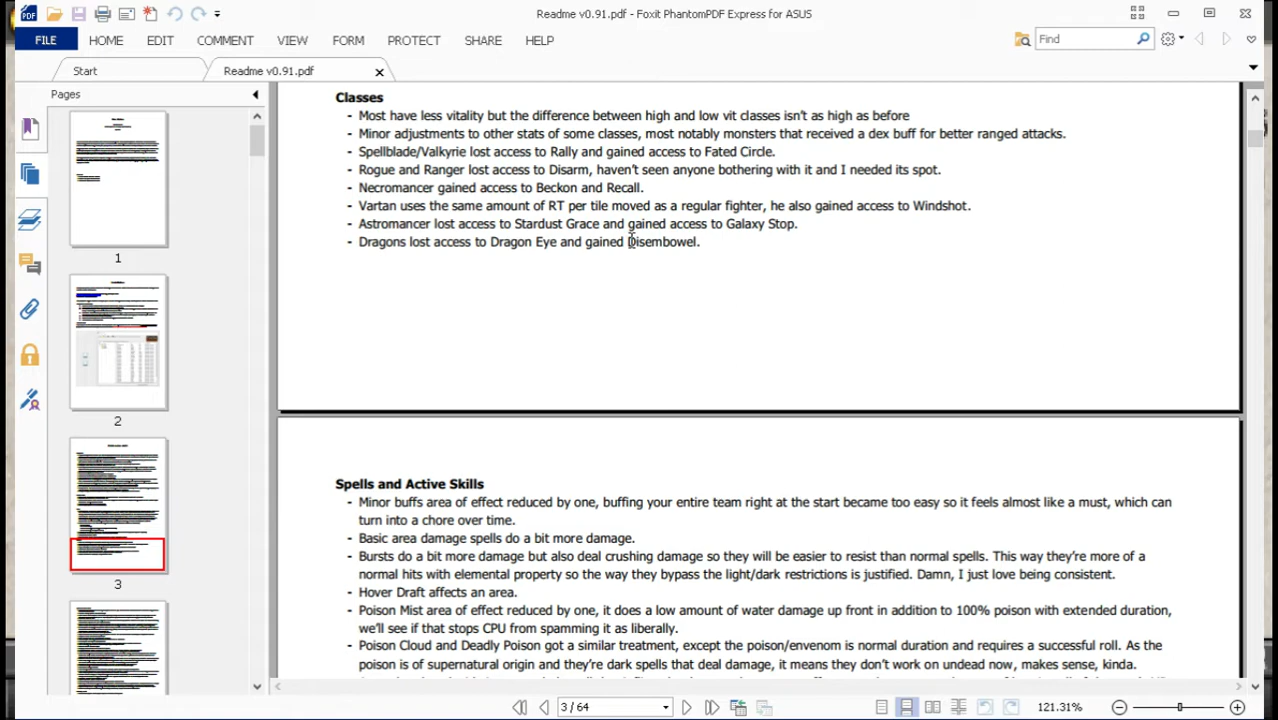 Readme v0.91.pdf - Foxit PhantomPDF Express for ASUS
FILE HOME EDIT COMMENT VIEW FORM PROTECT SHARE HELP Find
Start Readme v0.91.pdf
Pages
1
2
3
Classes
- Most have less vitality but the difference between high and low vit classes isn't as high as before
- Minor adjustments to other stats of some classes, most notably monsters that received a dex buff for better ranged attacks.
- Spellblade/Valkyrie lost access to Rally and gained access to Fated Circle.
- Rogue and Ranger lost access to Disarm, haven't seen anyone bothering with it and I needed its spot.
- Necromancer gained access to Beckon and Recall.
- Vartan uses the same amount of RT per tile moved as a regular fighter, he also gained access to Windshot.
- Astromancer lost access to Stardust Grace and gained access to Galaxy Stop.
- Dragons lost access to Dragon Eye and gained Disembowel.
Spells and Active Skills
- Minor buffs area of effect reduced by one, buffing your entire team right at the start became too easy so it feels almost like a must, which can
turn into a chore over time.
- Basic area damage spells do a bit more damage.
- Bursts do a bit more damage but also deal crushing damage so they will be easier to resist than normal spells. This way they're more of a
normal hits with elemental property so the way they bypass the light/dark restrictions is justified. Damn, I just love being consistent.
- Hover Draft affects an area.
- Poison Mist area of effect reduced by one, it does a low amount of water damage up front in addition to 100% poison with extended duration,
we'll see if that stops CPU from spamming it as liberally.
- Poison Cloud and Deadly Poison got a similar treatment, except the poison/envenom is normal duration and requires a successful roll. As the
poison is of supernatural origin and they're dark spells that deal damage, it means they don't work on undead now, makes sense, kinda.
3 / 64
121.31%